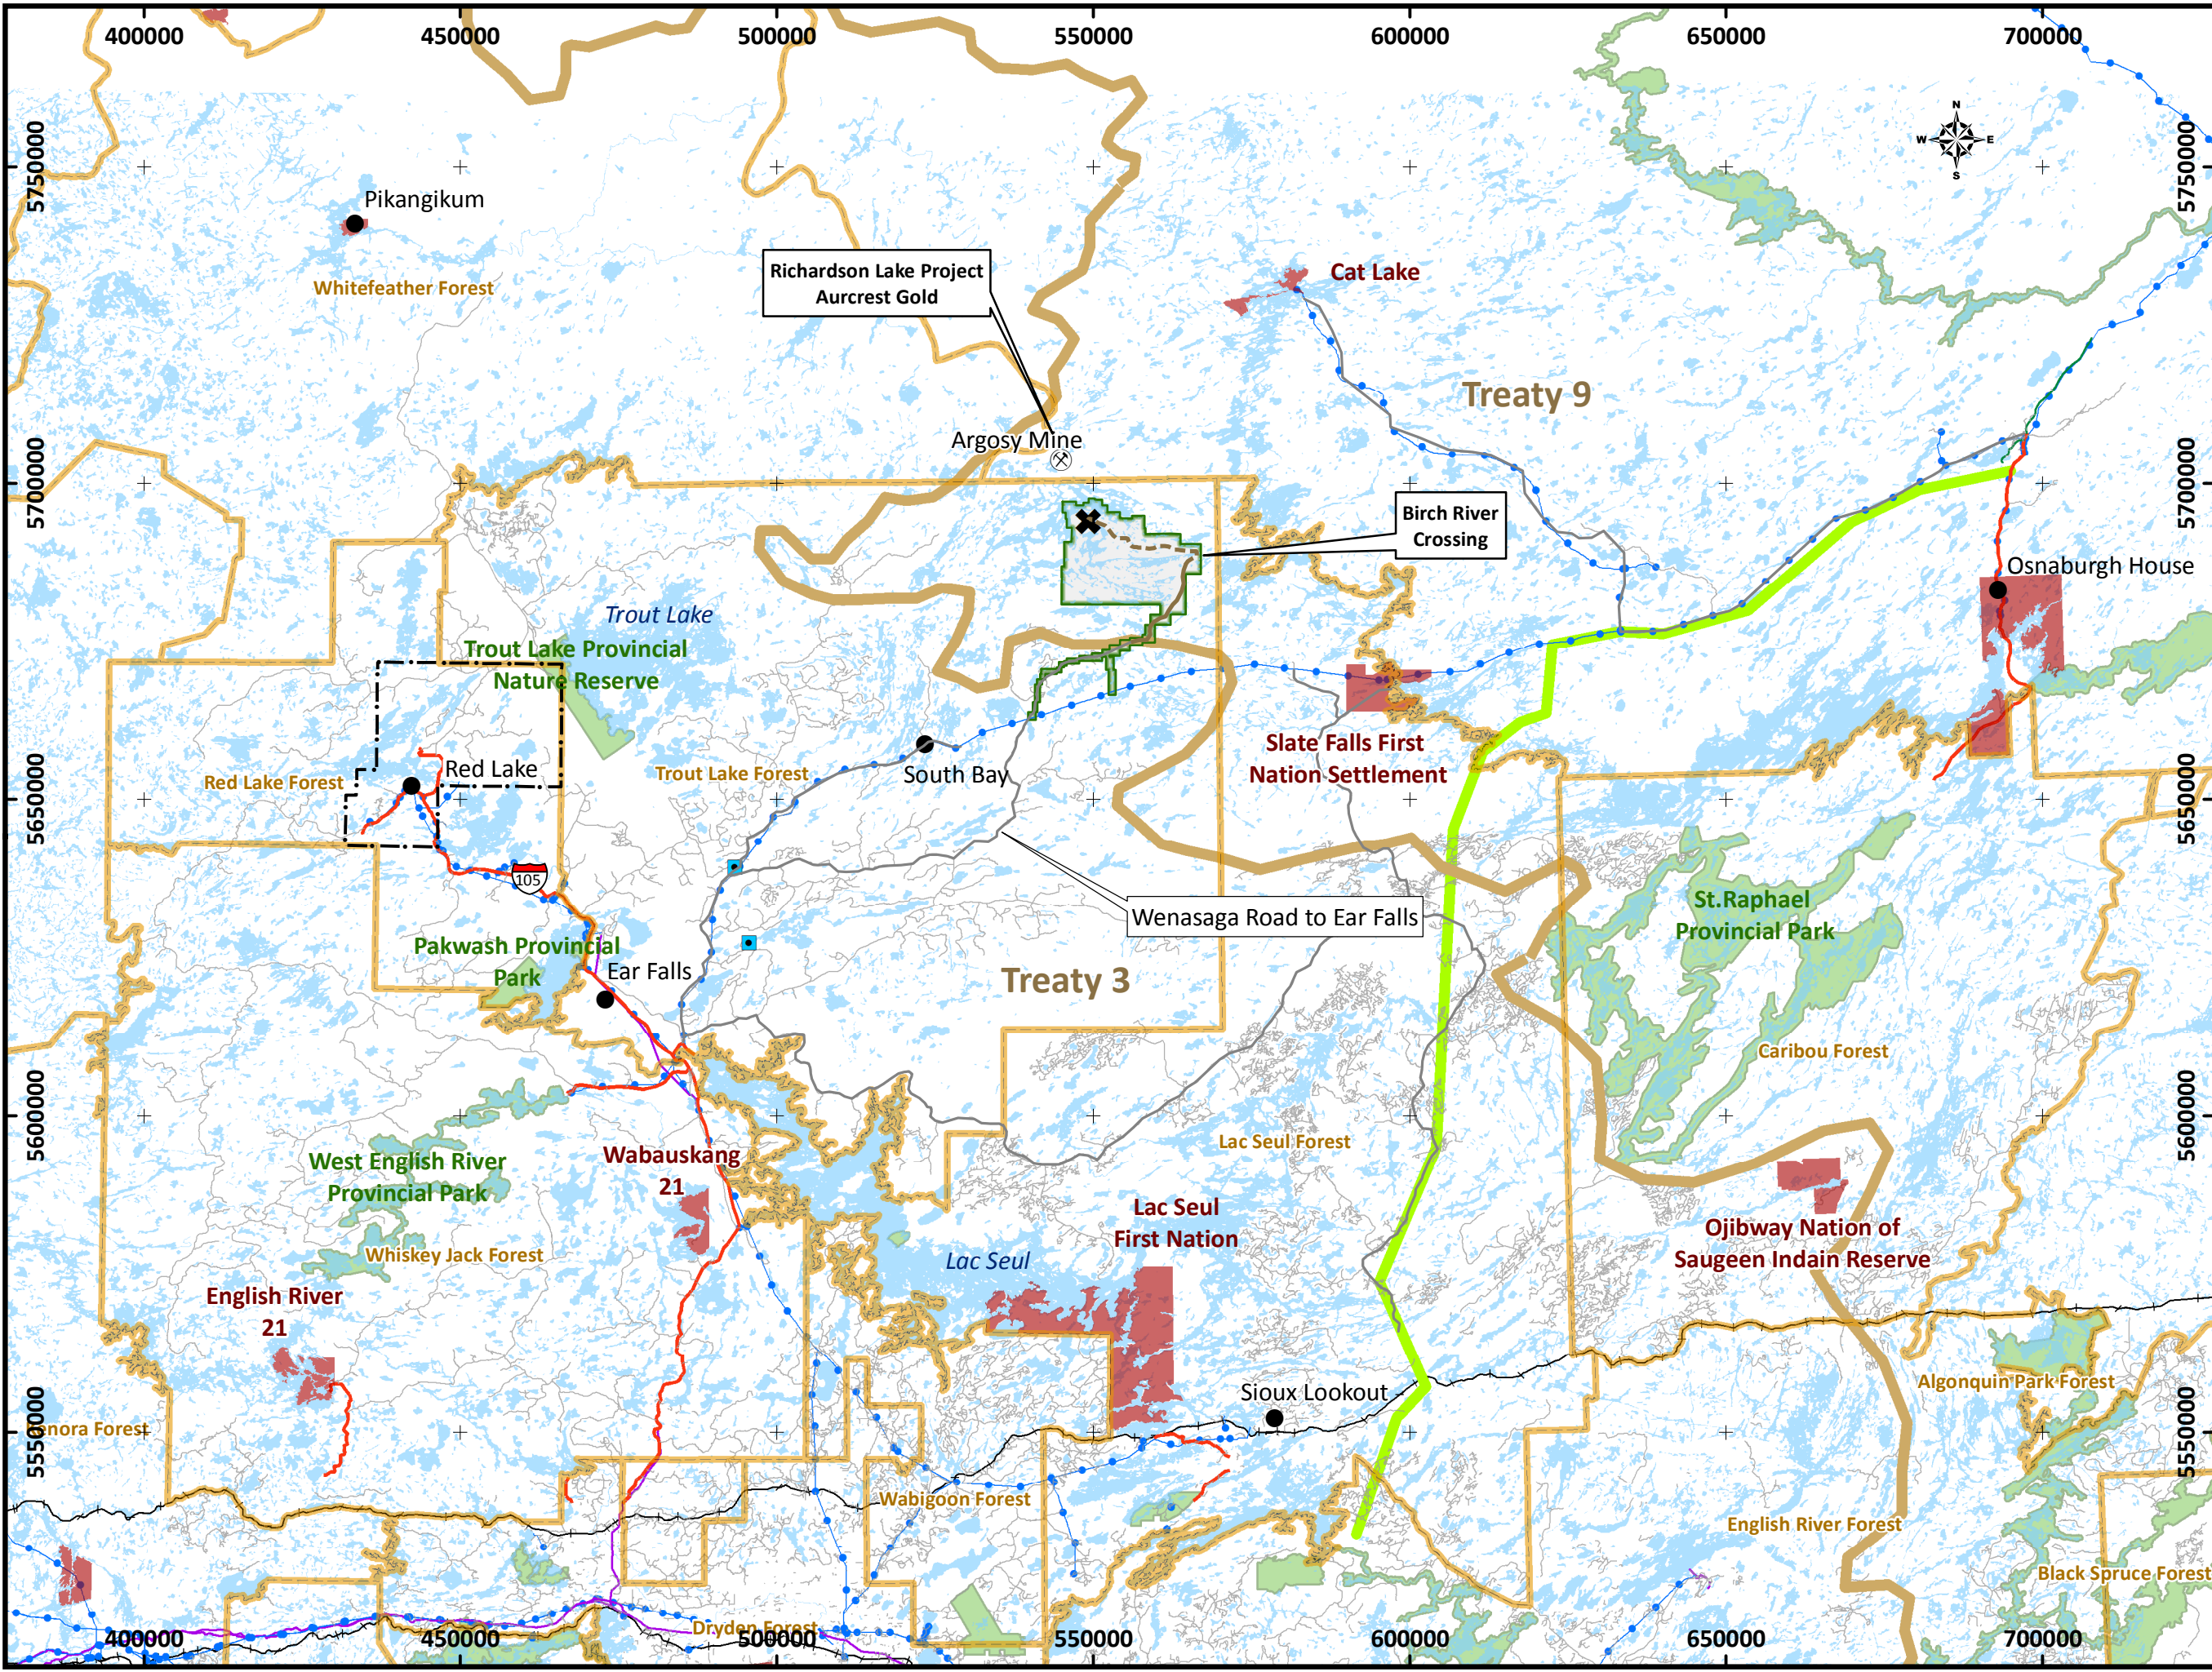 400000 450000 500000 550000 600000 650000 700000
N
W E
S
5750000
5750000
Pikangikum
Whitefeather Forest
Richardson Lake Project
Aurcrest Gold
Cat Lake
Treaty 9
Argosy Mine
5700000
5700000
Birch River
Crossing
Osnaburgh House
Trout Lake
Trout Lake Provincial
Nature Reserve
Slate Falls First
Nation Settlement
South Bay
Red Lake
Red Lake Forest
Trout Lake Forest
5650000
5650000
105
Wenasaga Road to Ear Falls
St.Raphael
Provincial Park
Pakwash Provincial
Park
Ear Falls
Treaty 3
Caribou Forest
5600000
5600000
Lac Seul Forest
West English River
Provincial Park
Wabauskang
21
Lac Seul
First Nation
Ojibway Nation of
Saugeen Indain Reserve
Whiskey Jack Forest
Lac Seul
English River
21
Sioux Lookout
Algonquin Park Forest
5550000
5550000
Forest
Wabigoon Forest
English River Forest
Black Spruce Forest
Dryden Forest
400000 450000 500000 550000 600000 650000 700000